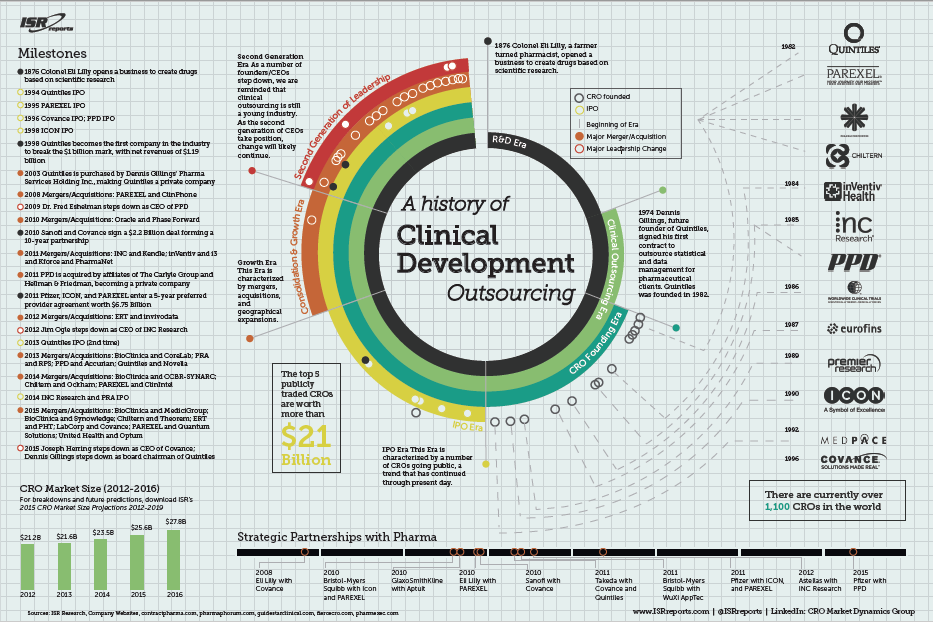 ISR reports
Milestones
1876 Colonel Eli Lilly opens a business to create drugs
based on scientific research
1994 Quintiles IPO
1995 PAREXEL IPO
1996 Covance IPO; PPD IPO
1998 ICON IPO
1998 Quintiles becomes the first company in the industry
to break the $1 billion mark, with net revenues of $1.19
billion
2003 Quintiles is purchased by Dennis Gillings' Pharma
Services Holding Inc., making Quintiles a private company
2008 Mergers/Acquisitions: PAREXEL and ClinPhone
2009 Dr. Fred Eshelman steps down as CEO of PPD
2010 Mergers/Acquisitions: Oracle and Phase Forward
2010 Sanofi and Covance sign a $2.2 Billion deal forming a
10-year partnership
2011 Mergers/Acquisitions: INC and Kendle; inVentiv and i3
and Kforce and PharmaNet
2011 PPD is acquired by affiliates of The Carlyle Group and
Hellman & Friedman, becoming a private company
2011 Pfizer, ICON, and PAREXEL enter a 5-year preferred
provider agreement worth $6.75 Billion
2012 Mergers/Acquisitions: ERT and invivodata
2012 Jim Ogle steps down as CEO of INC Research
2013 Quintiles IPO (2nd time)
2013 Mergers/Acquisitions: BioClinica and CoreLab; PRA
and RPS; PPD and Accurian; Quintiles and Novella
2014 Mergers/Acquisitions: BioClinica and CCBR-SYNARC;
Chiltern and Ockham; PAREXEL and ClinIntel
2014 INC Research and PRA IPO
2015 Mergers/Acquisitions: BioClinica and MediciGroup;
BioClinica and Synowledge; Chiltern and Theorem; ERT
and PHT; LabCorp and Covance; PAREXEL and Quantum
Solutions; United Health and Optum
2015 Joseph Herring steps down as CEO of Covance;
Dennis Gillings steps down as board chairman of Quintiles
CRO Market Size (2012-2016)
For breakdowns and future predictions, download ISR's
2015 CRO Market Size Projections 2012-2019
$21.2B
$21.6B
$23.5B
$25.6B
$27.8B
2012
2013
2014
2015
2016
Second Generation
Era As a number of
founders/CEOs
step down, we are
reminded that
clinical
outsourcing is still
a young industry.
As the second
generation of CEOs
take position,
change will likely
continue.
Growth Era
This Era is
characterized
by mergers,
acquisitions,
and
geographical
expansions.
The top 5
publicly
traded CROs
are worth
more than
$21
Billion
Second Generation of Leadership
Consolidation & Growth Era
IPO Era
CRO Founding Era
Clinical Outsourcing Era
R&D Era
A history of
Clinical
Development
Outsourcing
1876 Colonel Eli Lilly, a farmer
turned pharmacist, opened a
business to create drugs based on
scientific research.
CRO founded
IPO
Beginning of Era
Major Merger/Acquisition
Major Leadership Change
1974 Dennis
Gillings, future
founder of Quintiles,
signed his first
contract to
outsource statistical
and data
management for
pharmaceutical
clients. Quintiles
was founded in 1982.
IPO Era This Era is
characterized by a number
of CROs going public, a
trend that has continued
through present day.
1982
QUINTILES
PAREXEL
CHILTERN
1984
inVentiv
Health
1985
inc
Research
PPD
1986
WORLDWIDE CLINICAL TRIALS
1987
eurofins
1989
premier
research
1990
ICON
A Symbol of Excellence
1992
MEDPACE
1996
COVANCE
SOLUTIONS MADE REAL
There are currently over
1,100 CROs in the world
Strategic Partnerships with Pharma
2008
Eli Lilly with
Covance
2010
Bristol-Myers
Squibb with Icon
and PAREXEL
2010
GlaxoSmithKline
with Aptuit
2010
Eli Lilly with
PAREXEL
2010
Sanofi with
Covance
2011
Takeda with
Covance and
Quintiles
2011
Bristol-Myers
Squibb with
WuXi AppTec
2011
Pfizer with ICON,
and PAREXEL
2012
Astellas with
INC Research
2015
Pfizer with
PPD
Sources: ISR Research, Company Websites, contractpharma.com, pharmaphorum.com, guidestarclinical.com, fiercecro.com, pharmexec.com
www.ISRreports.com | @ISRreports | LinkedIn: CRO Market Dynamics Group